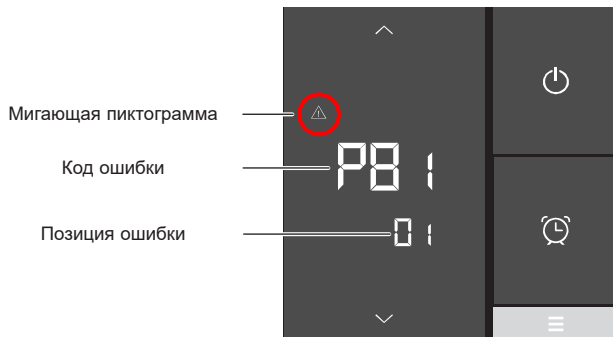 Мигающая пиктограмма
Код ошибки
P81
Позиция ошибки
01